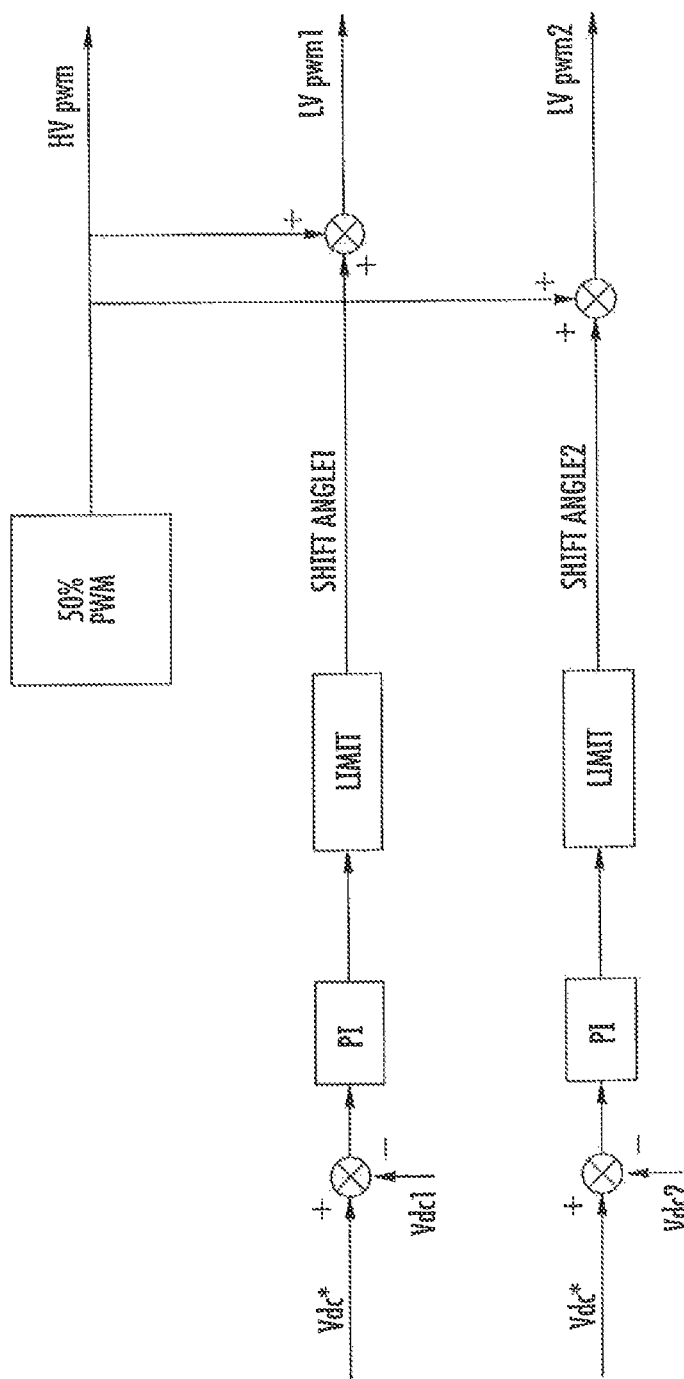 50%
PWM
HV pwm
Vdc*
+
−
Vdc1
PI
LIMIT
SHIFT ANGLE1
+
+
LV pwm1
Vdc*
+
−
Vdc2
PI
LIMIT
SHIFT ANGLE2
+
+
LV pwm2